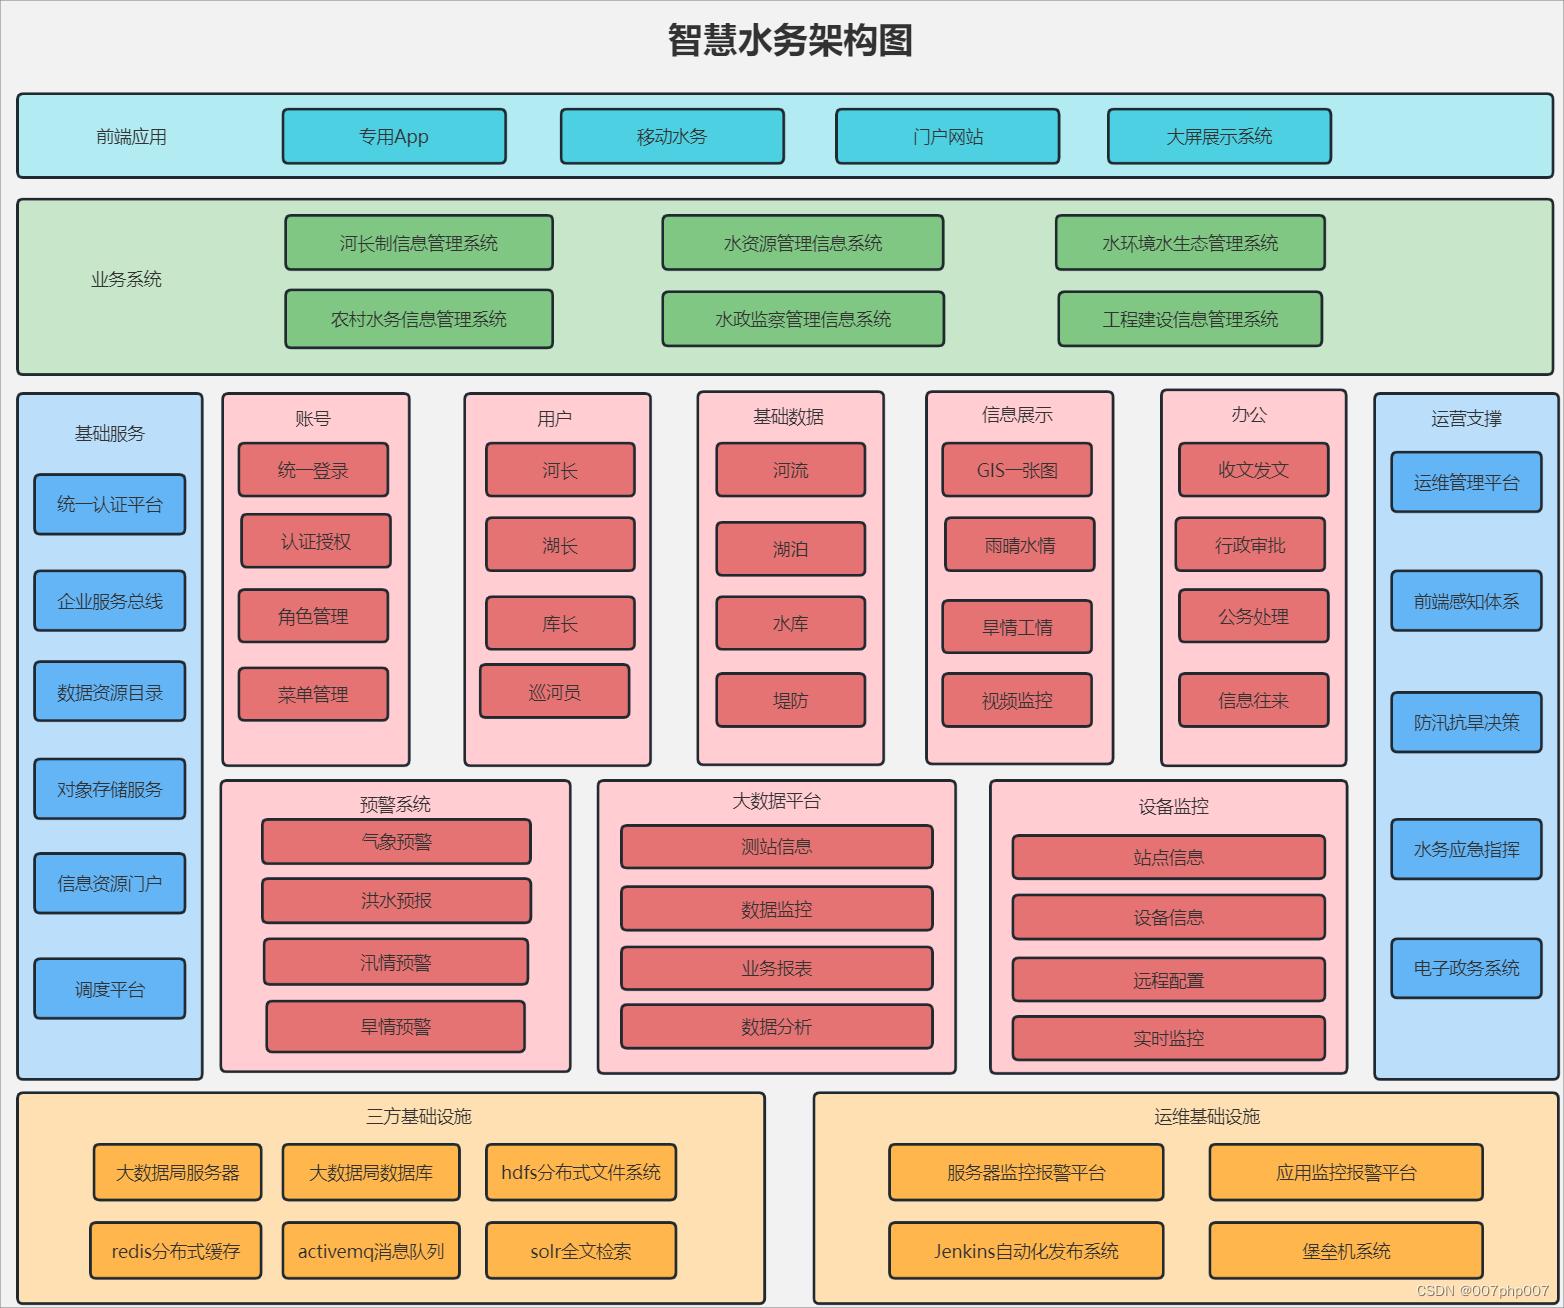 智慧水务架构图
前端应用
专用App
移动水务
门户网站
大屏展示系统
业务系统
河长制信息管理系统
水资源管理信息系统
水环境水生态管理系统
农村水务信息管理系统
水政监察管理信息系统
工程建设信息管理系统
基础服务
统一认证平台
企业服务总线
数据资源目录
对象存储服务
信息资源门户
调度平台
账号
统一登录
认证授权
角色管理
菜单管理
用户
河长
湖长
库长
巡河员
基础数据
河流
湖泊
水库
堤防
信息展示
GIS一张图
雨晴水情
旱情工情
视频监控
办公
收文发文
行政审批
公务处理
信息往来
运营支撑
运维管理平台
前端感知体系
防汛抗旱决策
水务应急指挥
电子政务系统
预警系统
气象预警
洪水预报
汛情预警
旱情预警
大数据平台
测站信息
数据监控
业务报表
数据分析
设备监控
站点信息
设备信息
远程配置
实时监控
三方基础设施
大数据局服务器
大数据局数据库
hdfs分布式文件系统
redis分布式缓存
activemq消息队列
solr全文检索
运维基础设施
服务器监控报警平台
应用监控报警平台
Jenkins自动化发布系统
堡垒机系统
CSDN @007php007